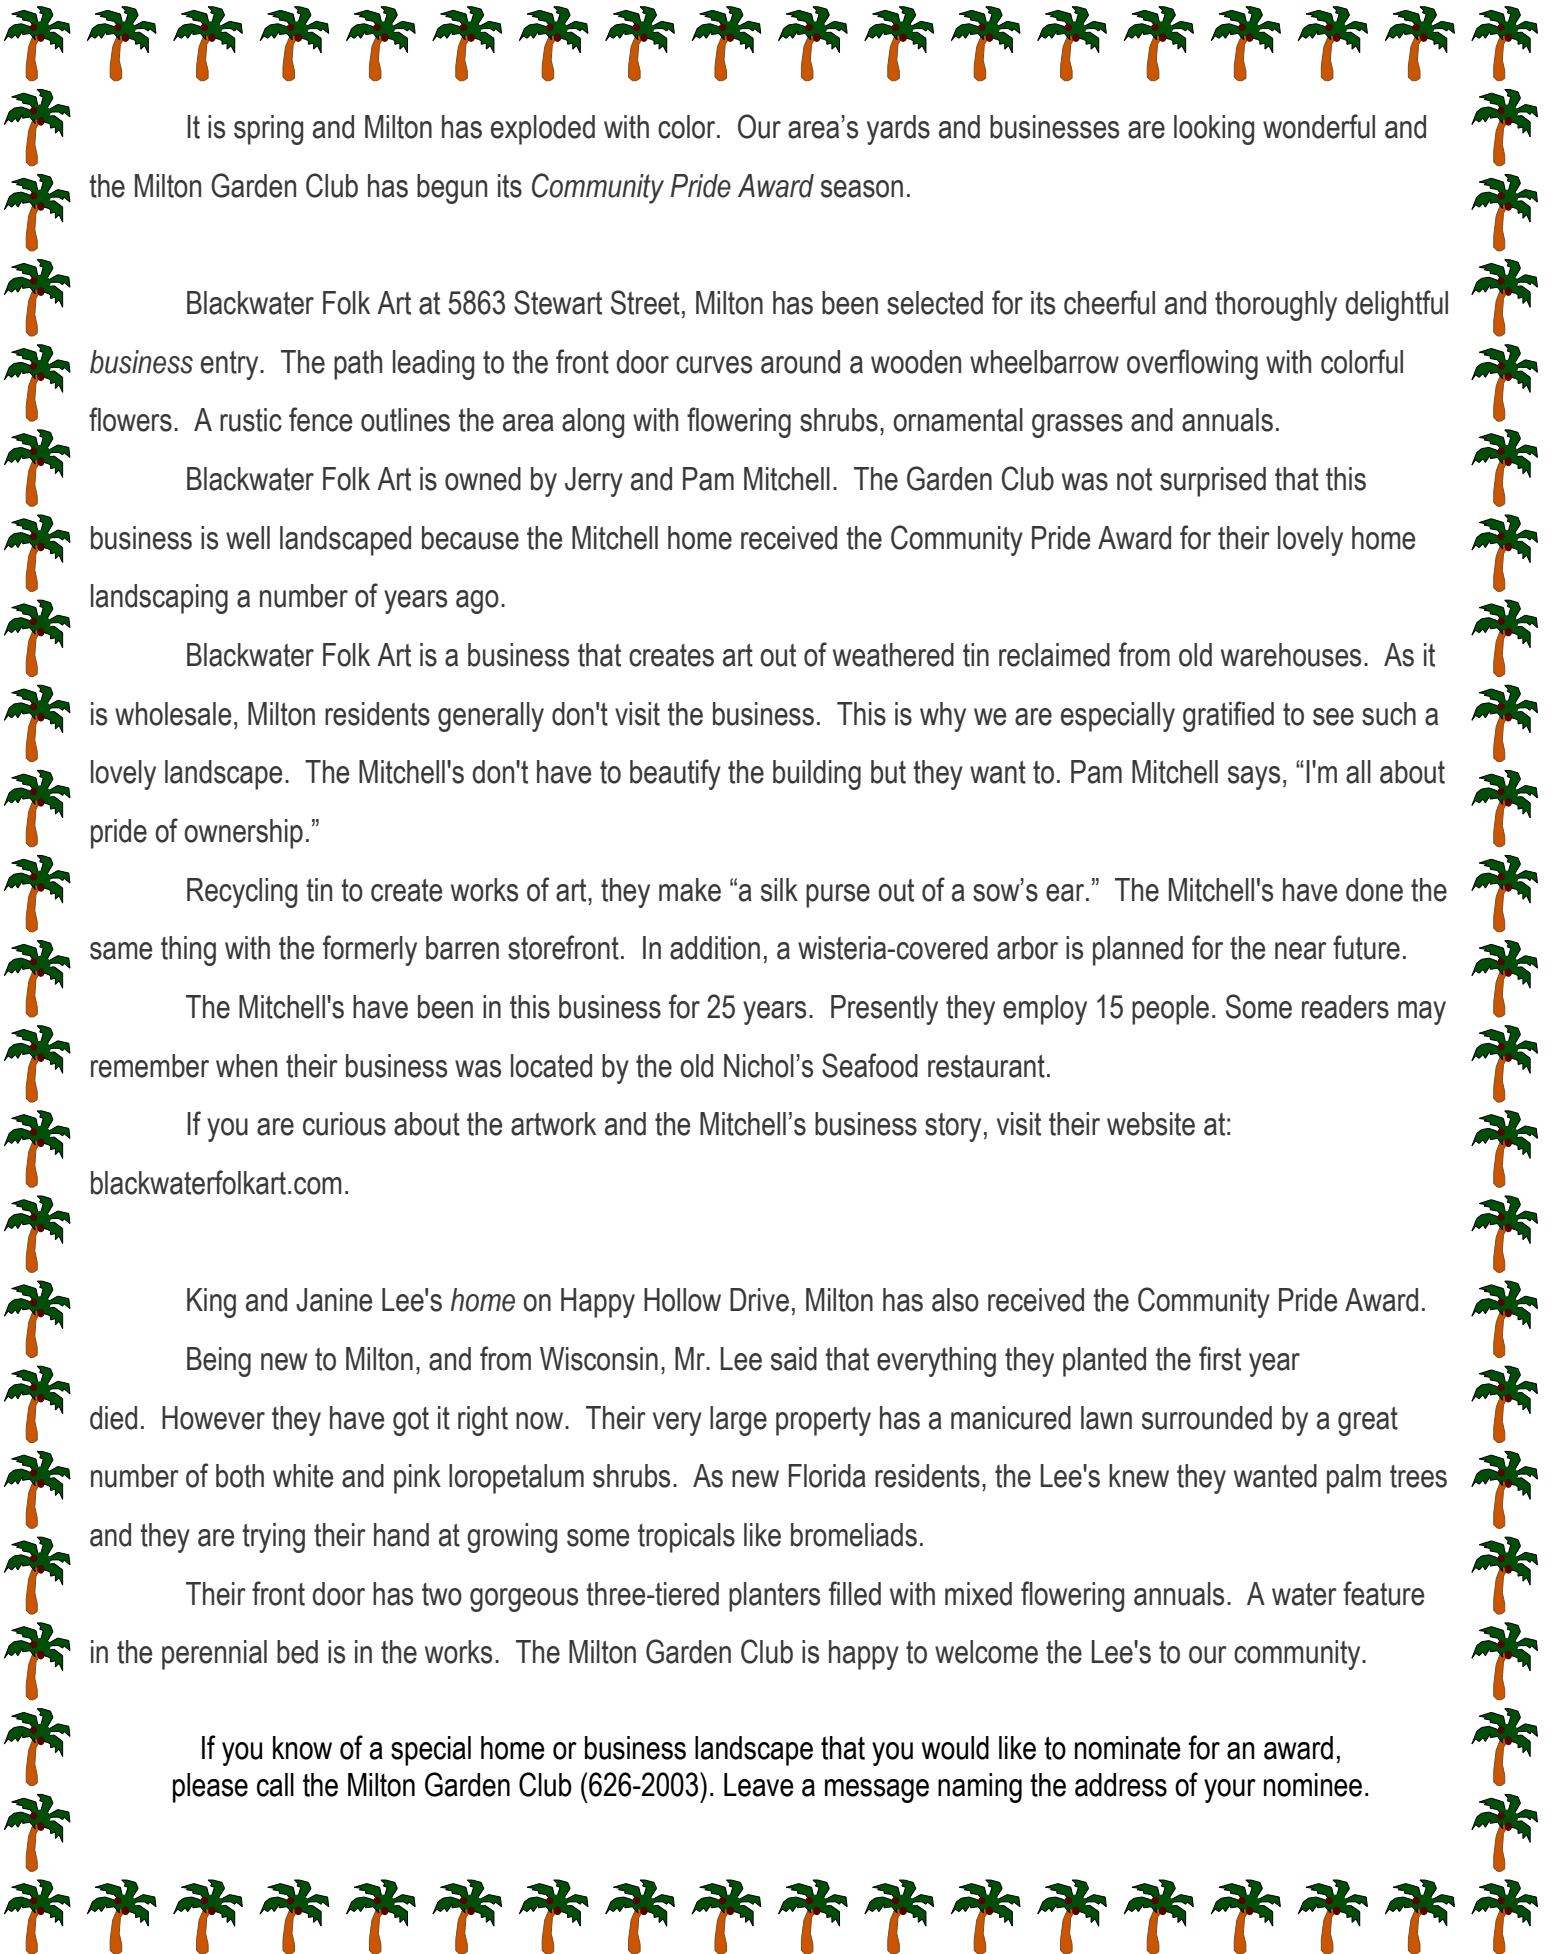 It is spring and Milton has exploded with color.  Our area’s yards and businesses are looking wonderful and
the Milton Garden Club has begun its Community Pride Award season.
Blackwater Folk Art at 5863 Stewart Street, Milton has been selected for its cheerful and thoroughly delightful
business entry.  The path leading to the front door curves around a wooden wheelbarrow overflowing with colorful
flowers.  A rustic fence outlines the area along with flowering shrubs, ornamental grasses and annuals.
Blackwater Folk Art is owned by Jerry and Pam Mitchell.  The Garden Club was not surprised that this
business is well landscaped because the Mitchell home received the Community Pride Award for their lovely home
landscaping a number of years ago.
Blackwater Folk Art is a business that creates art out of weathered tin reclaimed from old warehouses.  As it
is wholesale, Milton residents generally don't visit the business.  This is why we are especially gratified to see such a
lovely landscape.  The Mitchell's don't have to beautify the building but they want to. Pam Mitchell says, “I'm all about
pride of ownership.”
Recycling tin to create works of art, they make “a silk purse out of a sow’s ear.”  The Mitchell's have done the
same thing with the formerly barren storefront.  In addition, a wisteria-covered arbor is planned for the near future.
The Mitchell's have been in this business for 25 years.  Presently they employ 15 people. Some readers may
remember when their business was located by the old Nichol’s Seafood restaurant.
If you are curious about the artwork and the Mitchell’s business story, visit their website at:
blackwaterfolkart.com.
King and Janine Lee's home on Happy Hollow Drive, Milton has also received the Community Pride Award.
Being new to Milton, and from Wisconsin, Mr. Lee said that everything they planted the first year
died.  However they have got it right now.  Their very large property has a manicured lawn surrounded by a great
number of both white and pink loropetalum shrubs.  As new Florida residents, the Lee's knew they wanted palm trees
and they are trying their hand at growing some tropicals like bromeliads.
Their front door has two gorgeous three-tiered planters filled with mixed flowering annuals.  A water feature
in the perennial bed is in the works.  The Milton Garden Club is happy to welcome the Lee's to our community.
If you know of a special home or business landscape that you would like to nominate for an award,
please call the Milton Garden Club (626-2003). Leave a message naming the address of your nominee.